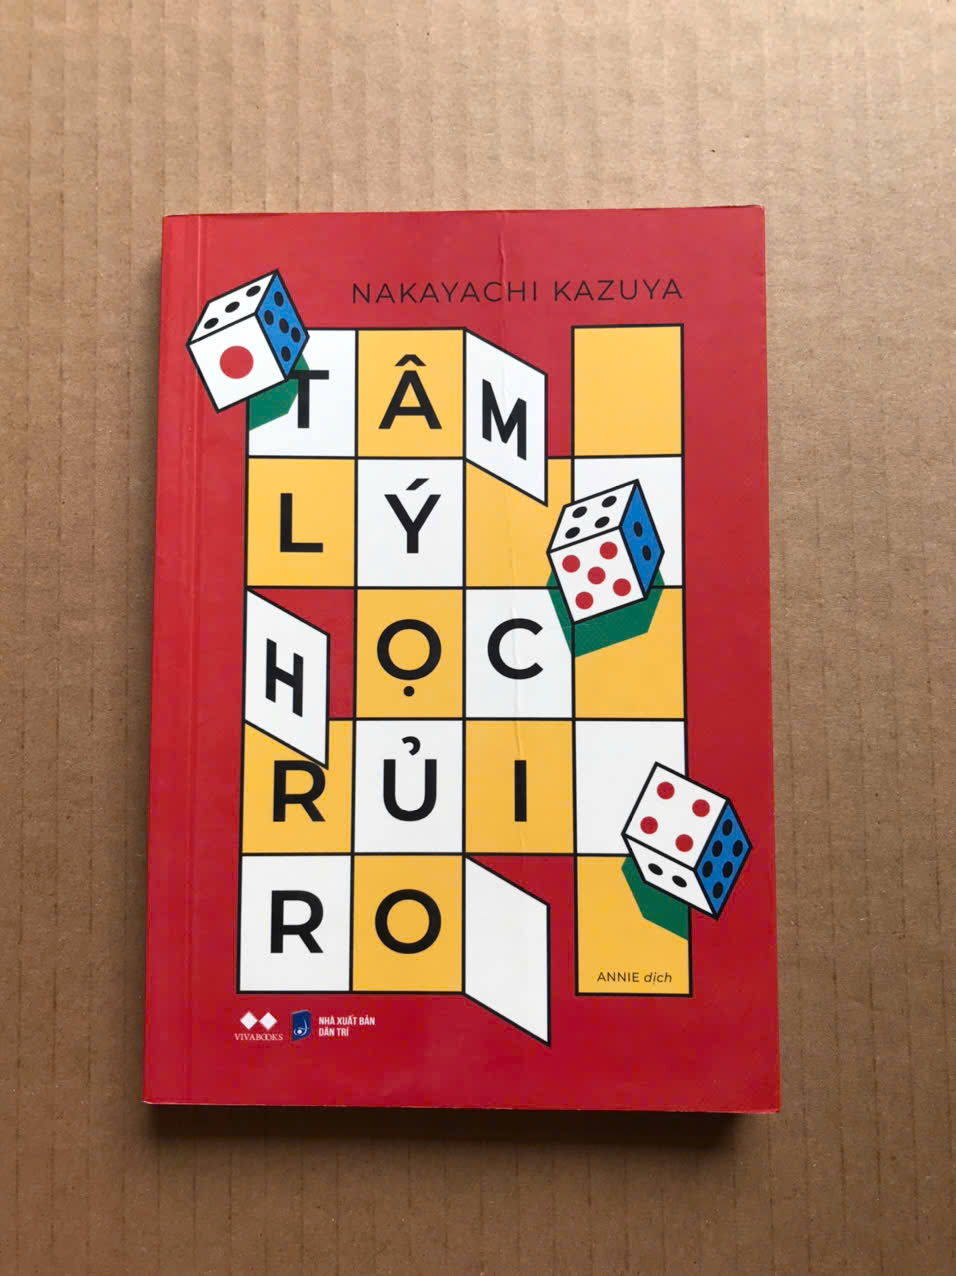 NAKAYACHI KAZUYA
TÂM
LÝ
HỌC
RỦI
RO
ANNIE dịch
VIVABOOKS
NHÀ XUẤT BẢN
DÂN TRÍ